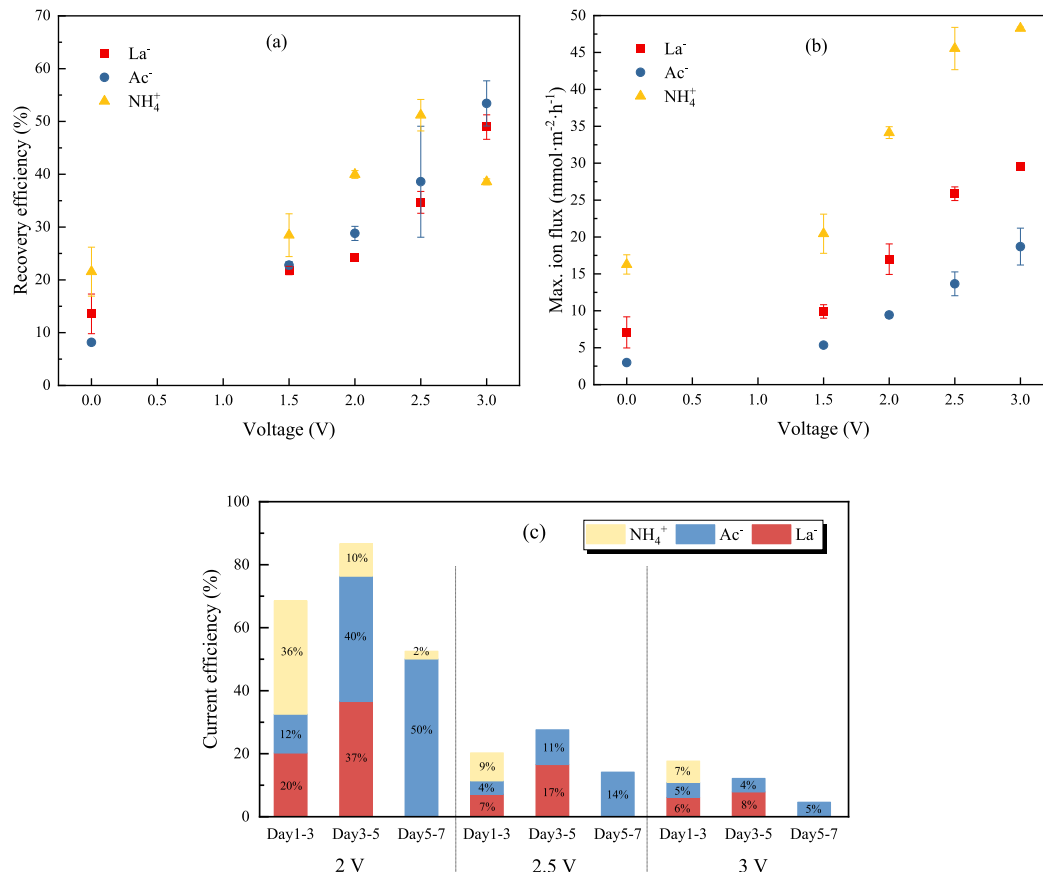 (a)
La⁻
Ac⁻
NH₄⁺
Recovery efficiency (%)
70
60
50
40
30
20
10
0
0.0 0.5 1.0 1.5 2.0 2.5 3.0
Voltage (V)
(b)
La⁻
Ac⁻
NH₄⁺
Max. ion flux (mmol·m⁻²·h⁻¹)
50
45
40
35
30
25
20
15
10
5
0
0.0 0.5 1.0 1.5 2.0 2.5 3.0
Voltage (V)
(c)
NH₄⁺ Ac⁻ La⁻
Current efficiency (%)
100
80
60
40
20
0
36%
12%
20%
10%
40%
37%
2%
50%
9%
4%
7%
11%
17%
14%
7%
5%
6%
4%
8%
5%
Day1-3 Day3-5 Day5-7 Day1-3 Day3-5 Day5-7 Day1-3 Day3-5 Day5-7
2 V 2.5 V 3 V